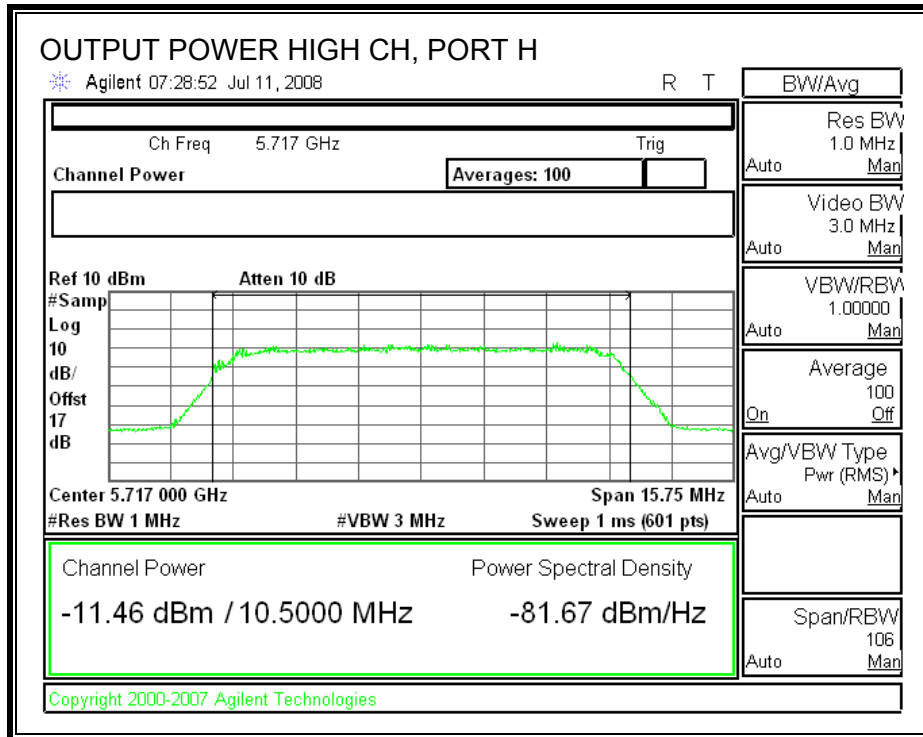 OUTPUT POWER HIGH CH, PORT H
Agilent 07:28:52 Jul 11, 2008 R T
Ch Freq 5.717 GHz Trig
Channel Power Averages: 100
Ref 10 dBm Atten 10 dB
#Samp
Log
10
dB/
Offst
17
dB
Center 5.717 000 GHz Span 15.75 MHz
#Res BW 1 MHz #VBW 3 MHz Sweep 1 ms (601 pts)
Channel Power Power Spectral Density
-11.46 dBm / 10.5000 MHz -81.67 dBm/Hz
Copyright 2000-2007 Agilent Technologies
BW/Avg
Res BW
1.0 MHz
Auto Man
Video BW
3.0 MHz
Auto Man
VBW/RBW
1.00000
Auto Man
Average
100
On Off
Avg/VBW Type
Pwr (RMS)
Auto Man
Span/RBW
106
Auto Man